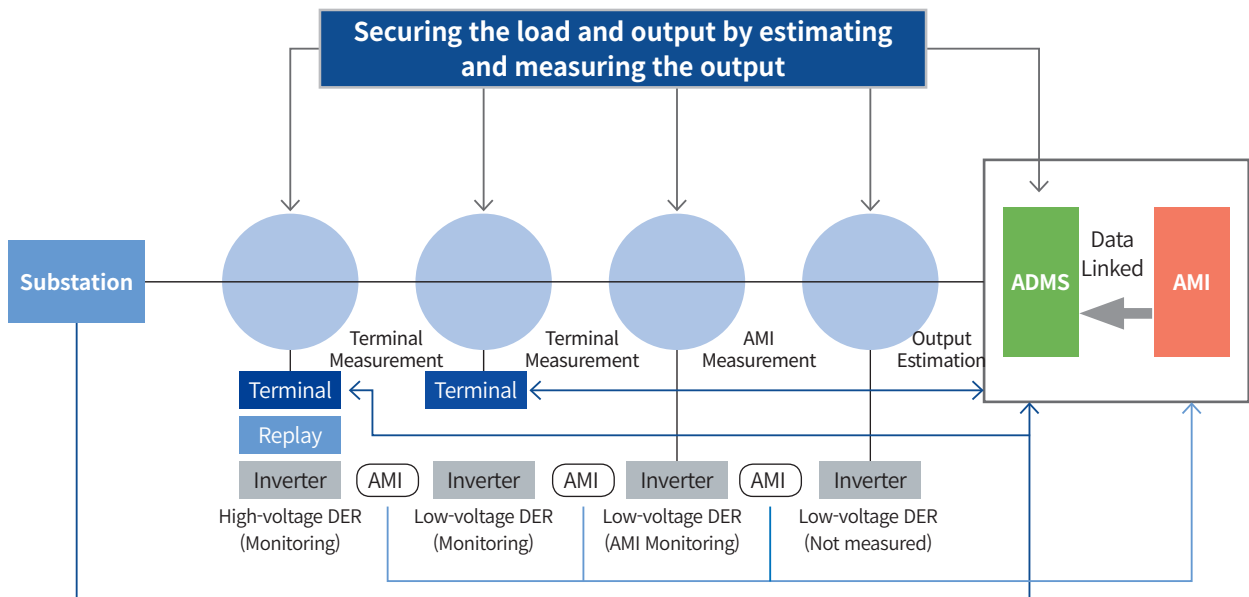 Securing the load and output by estimating
and measuring the output
Substation
ADMS
Data
Linked
AMI
Terminal
Measurement
Terminal
Measurement
AMI
Measurement
Output
Estimation
Terminal
Terminal
Replay
Inverter
AMI
Inverter
AMI
Inverter
AMI
Inverter
High-voltage DER
(Monitoring)
Low-voltage DER
(Monitoring)
Low-voltage DER
(AMI Monitoring)
Low-voltage DER
(Not measured)